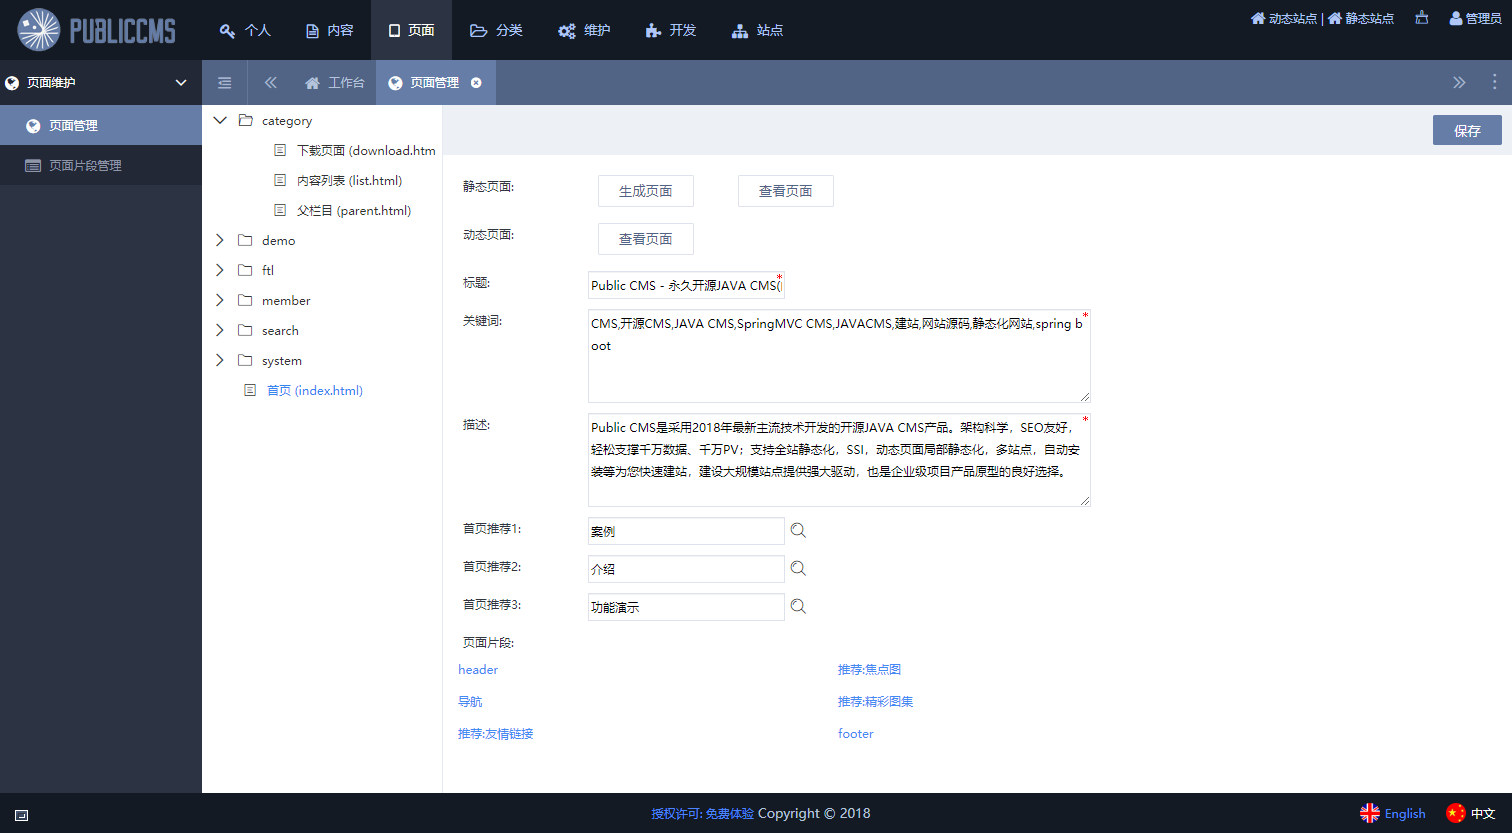 PUBLICCMS
个人 内容 页面 分类 维护 开发 站点
动态站点 | 静态站点 管理员
页面维护
工作台 页面管理
页面管理
页面片段管理
category
下载页面 (download.htm
内容列表 (list.html)
父栏目 (parent.html)
demo
ftl
member
search
system
首页 (index.html)
保存
静态页面: 生成页面 查看页面
动态页面: 查看页面
标题: Public CMS - 永久开源JAVA CMS(
*
关键词: CMS,开源CMS,JAVA CMS,SpringMVC CMS,JAVACMS,建站,网站源码,静态化网站,spring b
oot
*
描述: Public CMS是采用2018年最新主流技术开发的开源JAVA CMS产品。架构科学，SEO友好，
轻松支撑千万数据、千万PV；支持全站静态化，SSI，动态页面局部静态化，多站点，自动安
装等为您快速建站，建设大规模站点提供强大驱动，也是企业级项目产品原型的良好选择。
*
首页推荐1: 案例
首页推荐2: 介绍
首页推荐3: 功能演示
页面片段:
header 推荐:焦点图
导航 推荐:精彩图集
推荐:友情链接 footer
授权许可: 免费体验 Copyright © 2018
English 中文